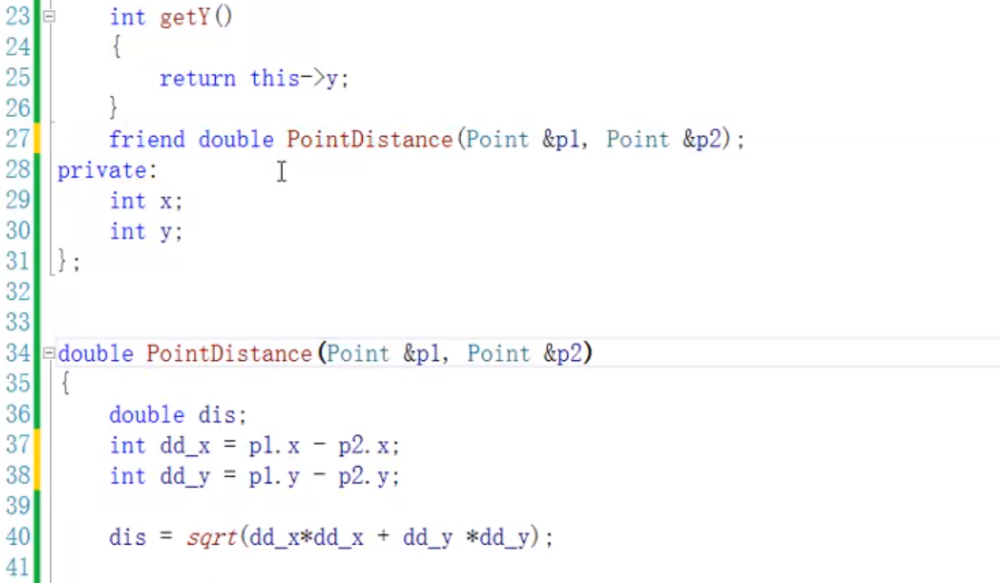 23 int getY()
24 {
25 return this->y;
26 }
27 friend double PointDistance(Point &p1, Point &p2);
28 private:
29 int x;
30 int y;
31 };
32
33
34 double PointDistance(Point &p1, Point &p2)
35 {
36 double dis;
37 int dd_x = p1.x - p2.x;
38 int dd_y = p1.y - p2.y;
39
40 dis = sqrt(dd_x*dd_x + dd_y *dd_y);
41